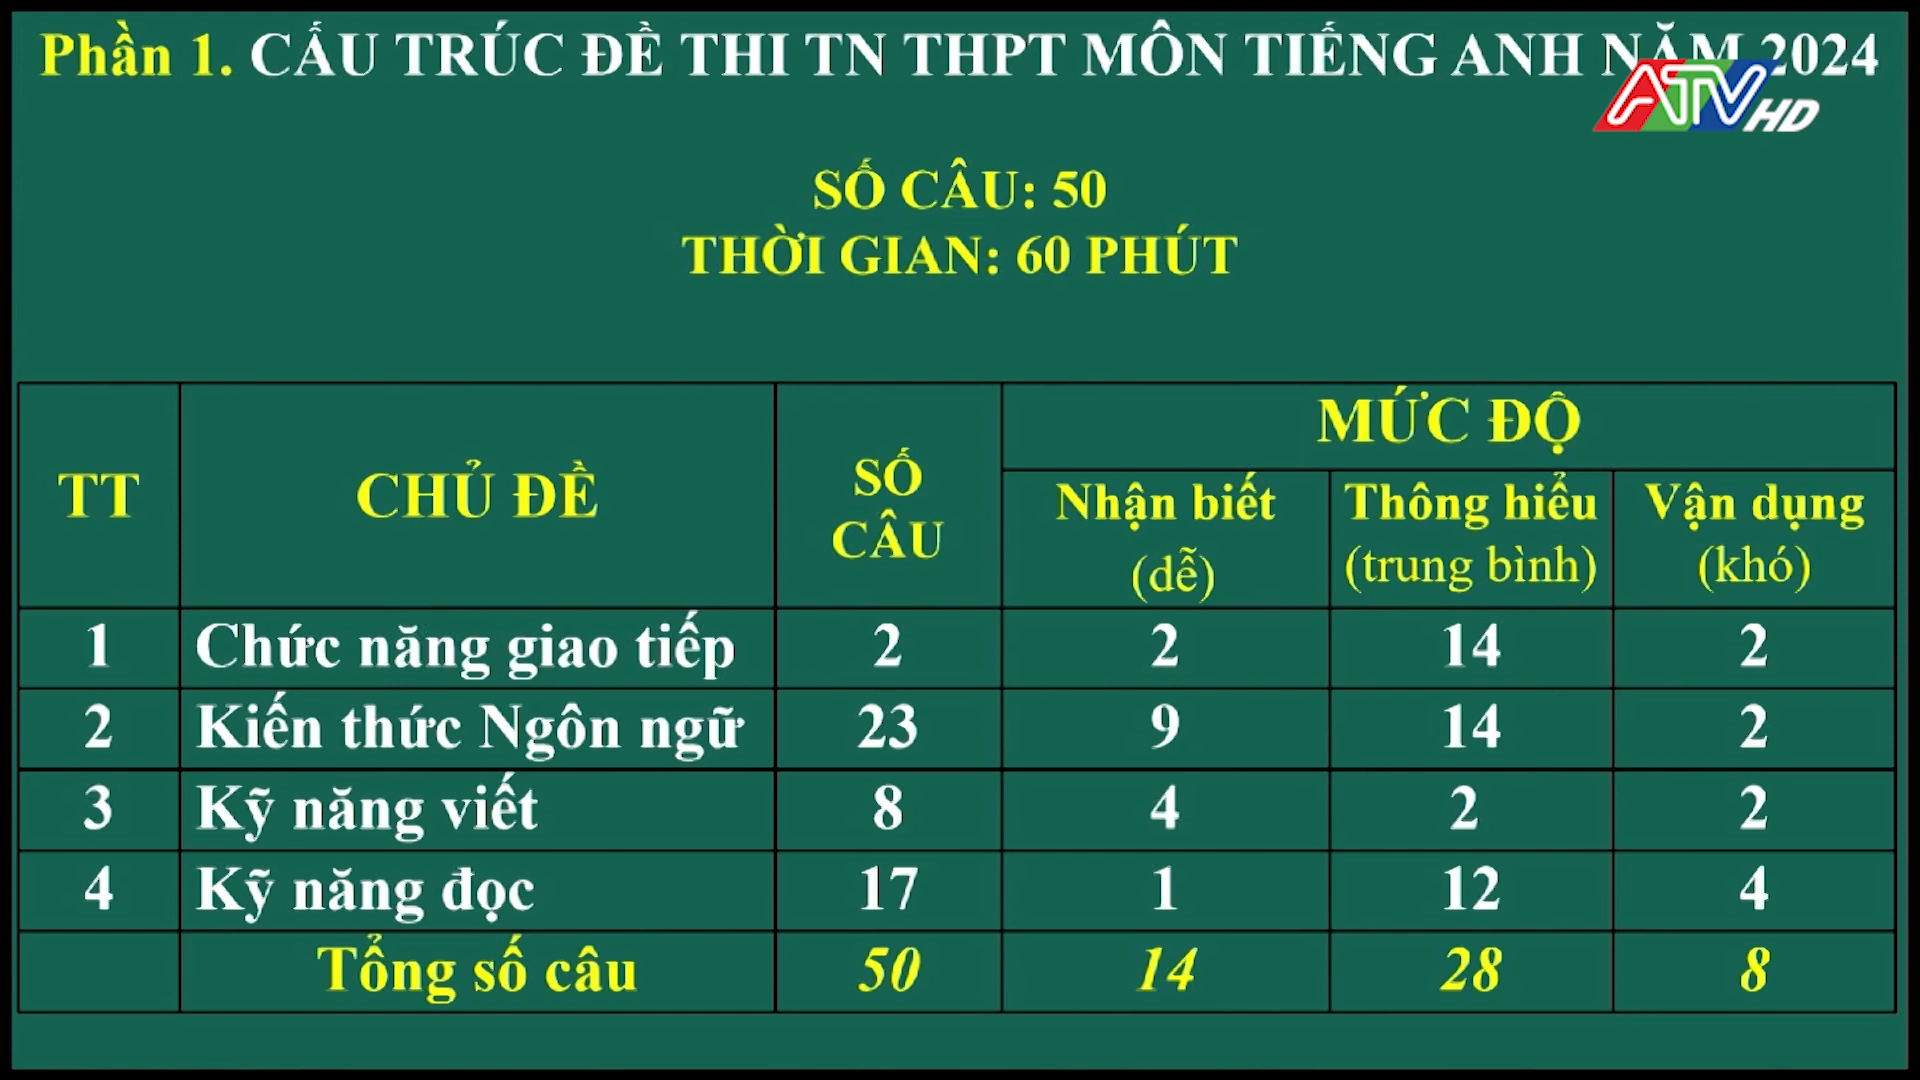 Phần 1. CẤU TRÚC ĐỀ THI TN THPT MÔN TIẾNG ANH NĂM 2024
ATV HD
SỐ CÂU: 50
THỜI GIAN: 60 PHÚT
TT CHỦ ĐỀ SỐ CÂU MỨC ĐỘ
Nhận biết (dễ) Thông hiểu (trung bình) Vận dụng (khó)
1 Chức năng giao tiếp 2 2 14 2
2 Kiến thức Ngôn ngữ 23 9 14 2
3 Kỹ năng viết 8 4 2 2
4 Kỹ năng đọc 17 1 12 4
Tổng số câu 50 14 28 8